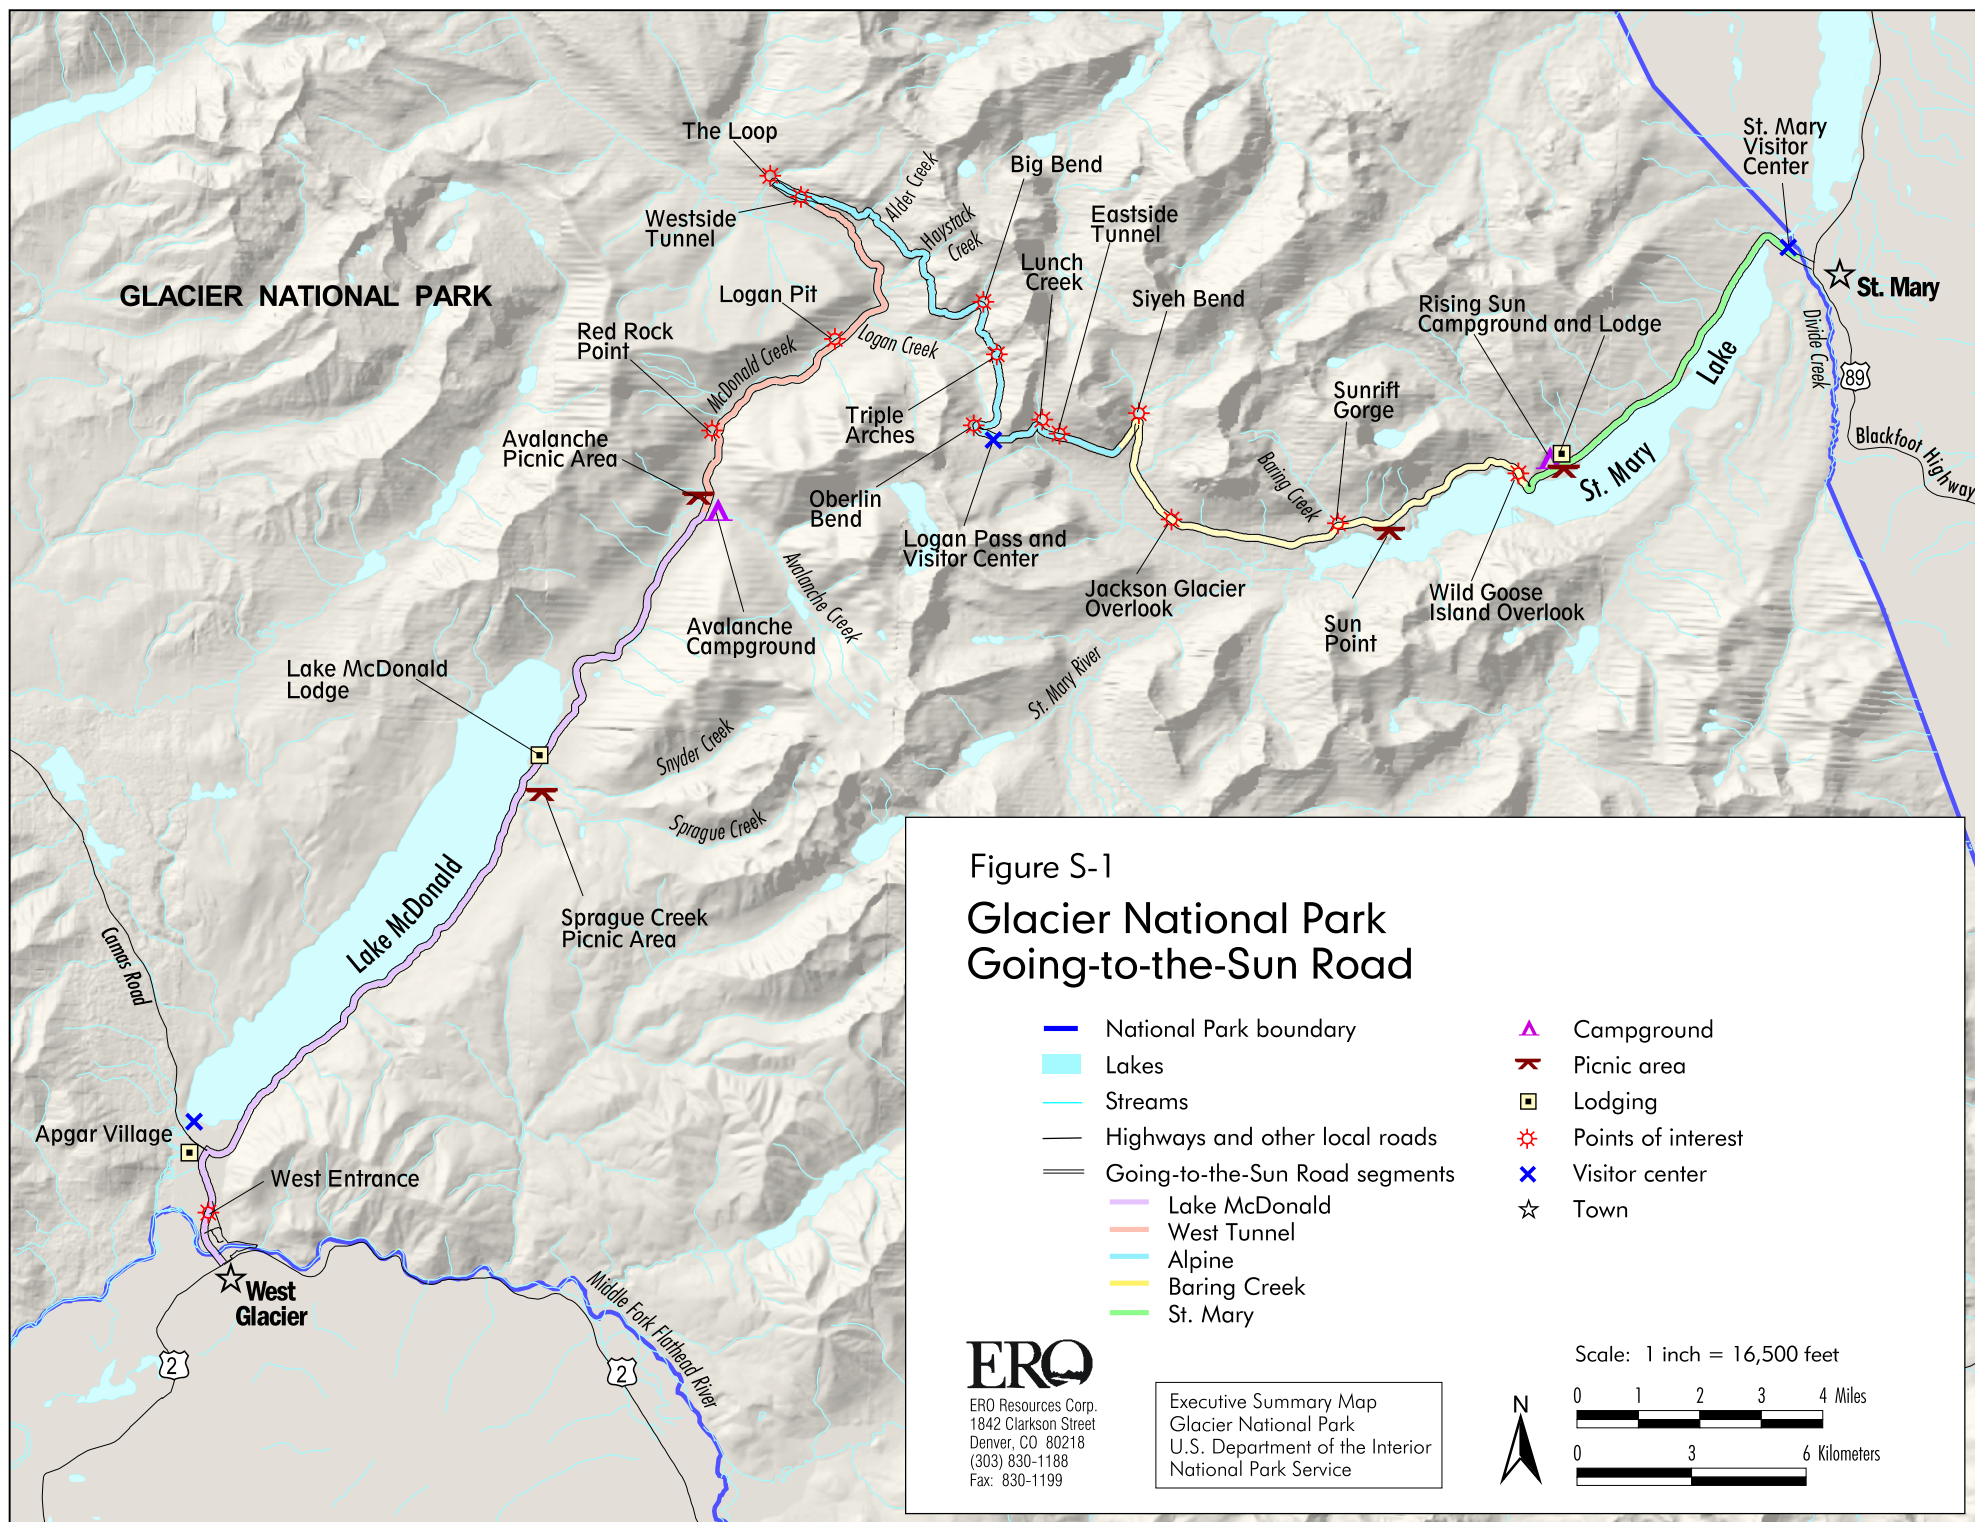 The Loop
Westside
Tunnel
Alder Creek
Haystack
Creek
Big Bend
Eastside
Tunnel
Lunch
Creek
Siyeh Bend
St. Mary
Visitor
Center
St. Mary
GLACIER NATIONAL PARK
Logan Pit
Red Rock
Point
McDonald Creek
Logan Creek
Rising Sun
Campground and Lodge
Lake
Divide Creek
89
Blackfoot Highway
Sunrift
Gorge
Triple
Arches
Avalanche
Picnic Area
Oberlin
Bend
Baring Creek
St. Mary
Logan Pass and
Visitor Center
Avalanche Creek
Jackson Glacier
Overlook
Wild Goose
Island Overlook
Sun
Point
Avalanche
Campground
Lake McDonald
Lodge
St. Mary River
Snyder Creek
Sprague Creek
Lake McDonald
Sprague Creek
Picnic Area
Camas Road
Apgar Village
West Entrance
West
Glacier
Middle Fork Flathead River
2
2
Figure S-1
Glacier National Park
Going-to-the-Sun Road
National Park boundary
Lakes
Streams
Highways and other local roads
Going-to-the-Sun Road segments
Lake McDonald
West Tunnel
Alpine
Baring Creek
St. Mary
Campground
Picnic area
Lodging
Points of interest
Visitor center
Town
ERO
ERO Resources Corp.
1842 Clarkson Street
Denver, CO 80218
(303) 830-1188
Fax: 830-1199
Executive Summary Map
Glacier National Park
U.S. Department of the Interior
National Park Service
N
Scale: 1 inch = 16,500 feet
0 1 2 3 4 Miles
0 3 6 Kilometers